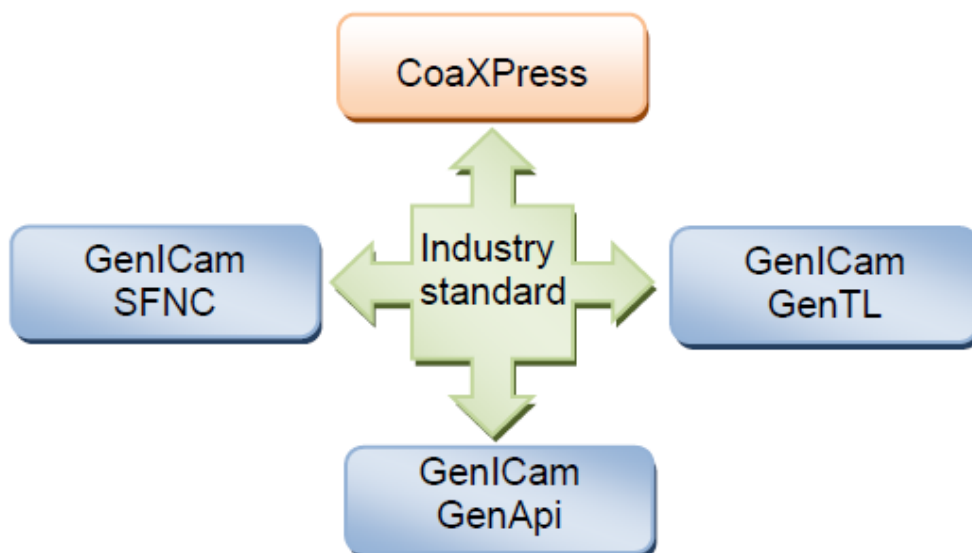 CoaXPress
GenICam
SFNC
Industry
standard
GenICam
GenTL
GenICam
GenApi